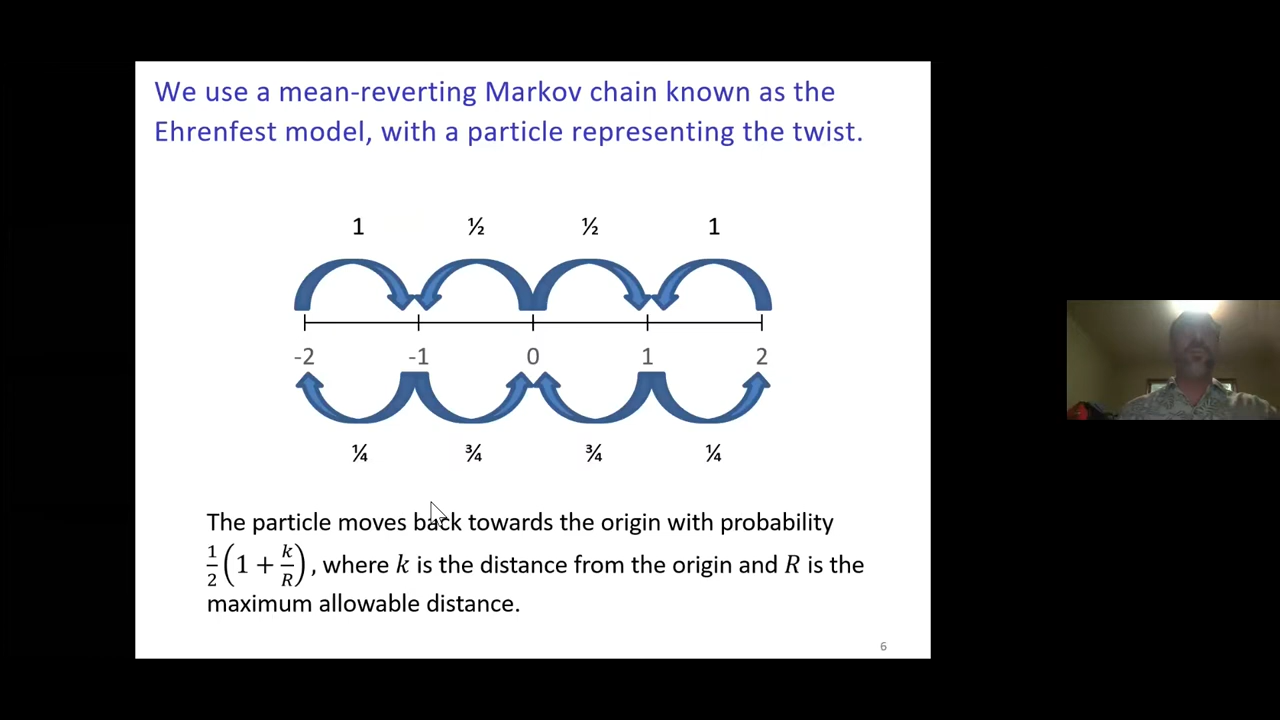 We use a mean-reverting Markov chain known as the
Ehrenfest model, with a particle representing the twist.
1 ½ ½ 1
-2 -1 0 1 2
¼ ¾ ¾ ¼
The particle moves back towards the origin with probability
½(1 + k/R), where k is the distance from the origin and R is the
maximum allowable distance.
6